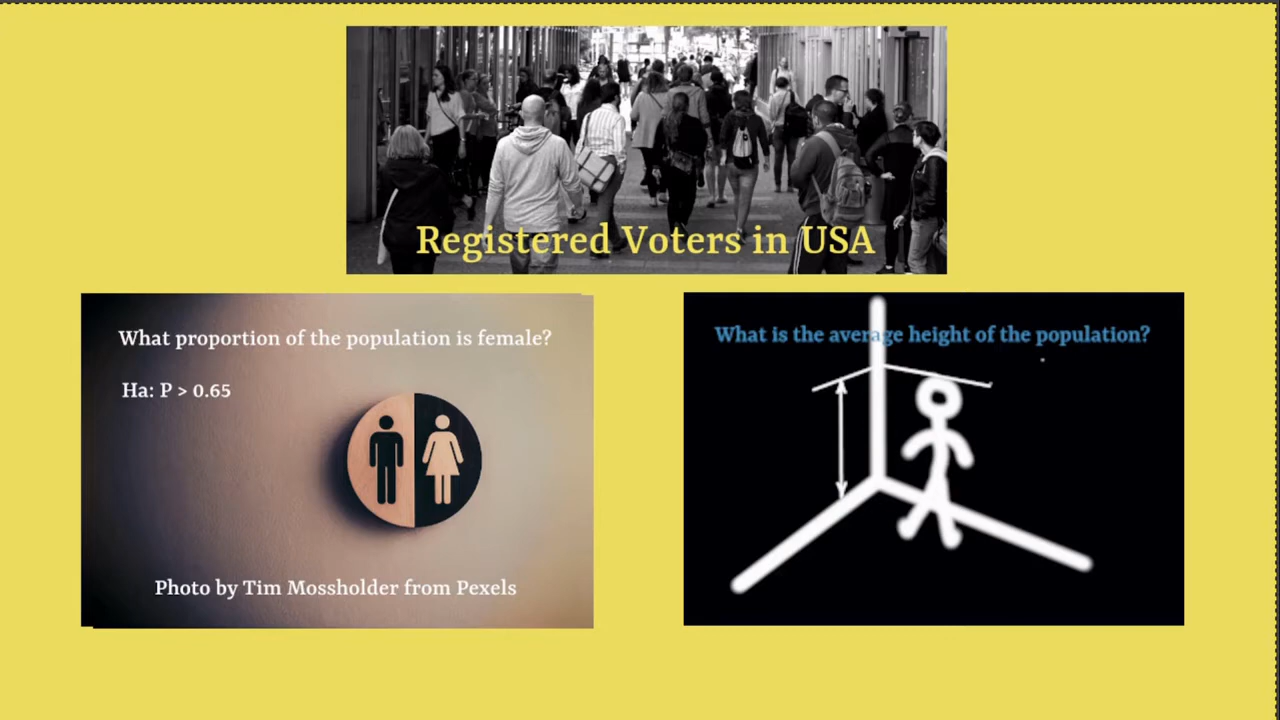 Registered Voters in USA
What proportion of the population is female?
Ha: P > 0.65
Photo by Tim Mossholder from Pexels
What is the average height of the population?